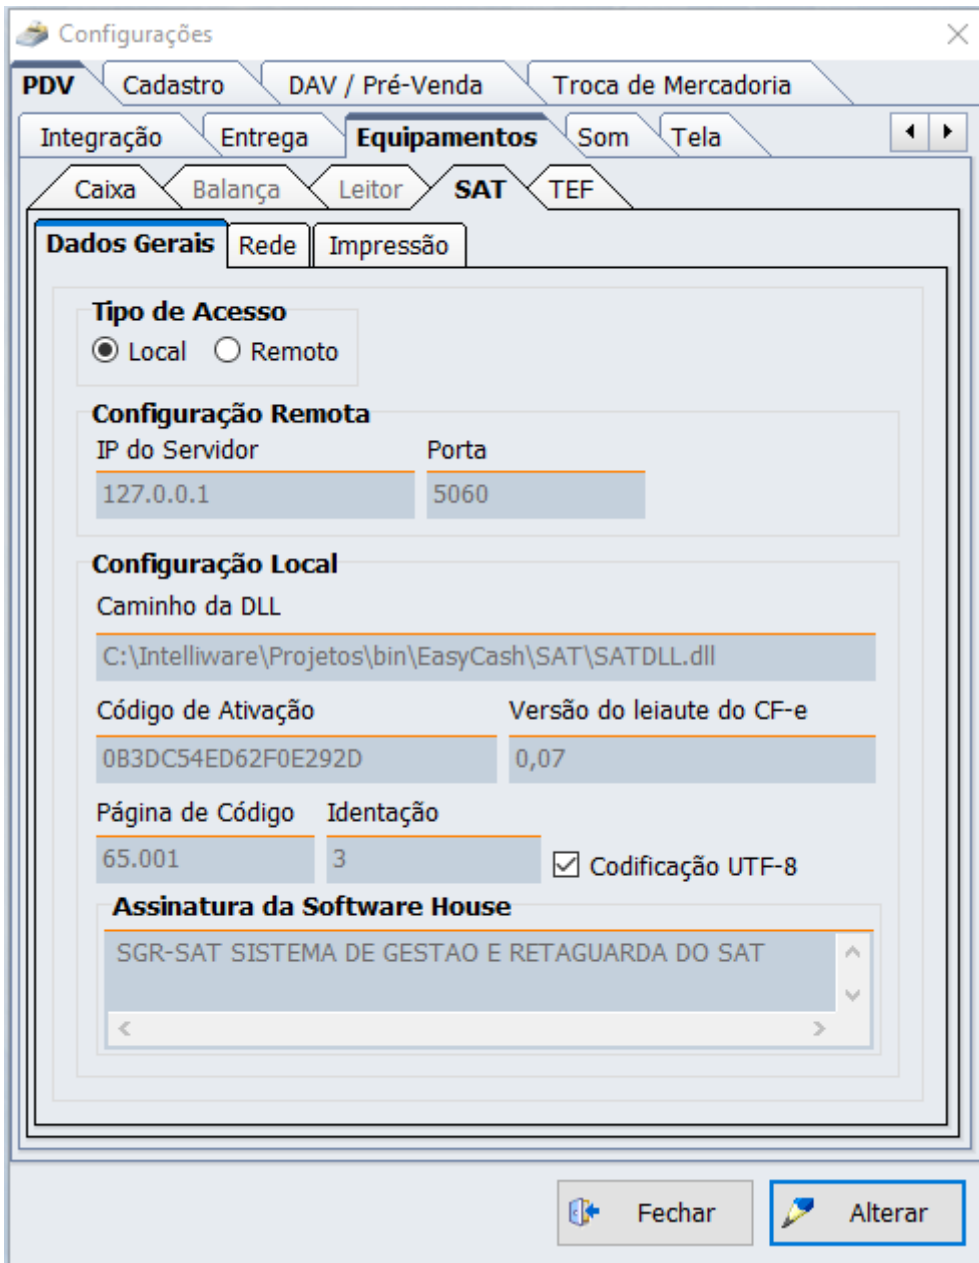 Configurações
PDV Cadastro DAV / Pré-Venda Troca de Mercadoria
Integração Entrega Equipamentos Som Tela
Caixa Balança Leitor SAT TEF
Dados Gerais Rede Impressão
Tipo de Acesso
Local Remoto
Configuração Remota
IP do Servidor Porta
127.0.0.1 5060
Configuração Local
Caminho da DLL
C:\Intelliware\Projetos\bin\EasyCash\SAT\SATDLL.dll
Código de Ativação Versão do leiaute do CF-e
0B3DC54ED62F0E292D 0,07
Página de Código Identação
65.001 3 Codificação UTF-8
Assinatura da Software House
SGR-SAT SISTEMA DE GESTAO E RETAGUARDA DO SAT
Fechar Alterar